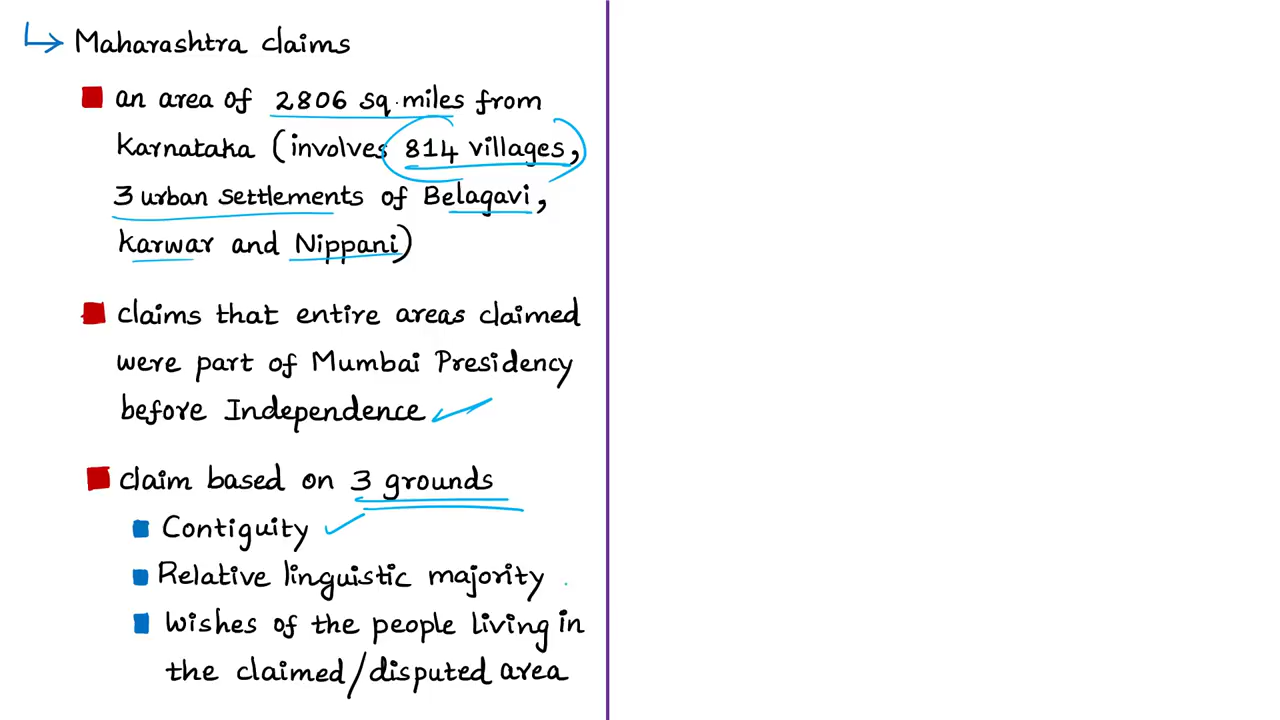 Maharashtra claims
an area of 2806 sq.miles from
Karnataka (involves 814 villages,
3 urban settlements of Belagavi,
Karwar and Nippani)
claims that entire areas claimed
were part of Mumbai Presidency
before Independence
claim based on 3 grounds
Contiguity
Relative linguistic majority
Wishes of the people living in
the claimed/disputed area